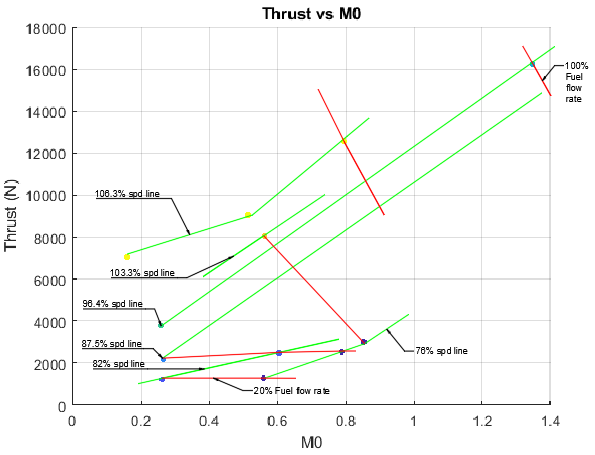 Thrust vs M0
18000
16000
14000
12000
10000
8000
6000
4000
2000
0
Thrust (N)
0
0.2
0.4
0.6
0.8
1
1.2
1.4
M0
100%
Fuel
flow
rate
106.3% spd line
103.3% spd line
96.4% spd line
87.5% spd line
82% spd line
76% spd line
20% Fuel flow rate